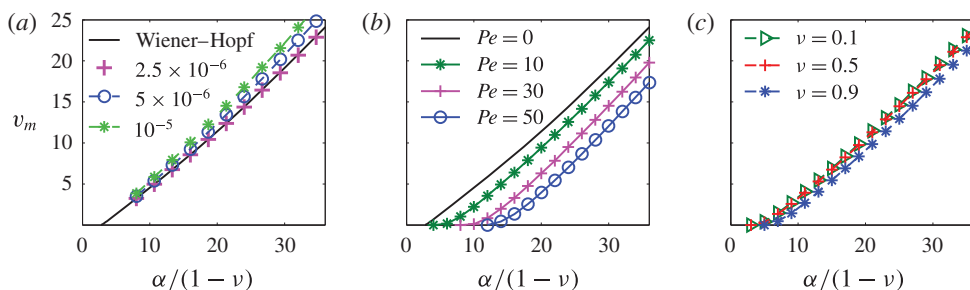 (a)
25
20
15
10
5
v_m
Wiener–Hopf
2.5 × 10⁻⁶
5 × 10⁻⁶
10⁻⁵
0 10 20 30
α/(1 − ν)
(b)
Pe = 0
Pe = 10
Pe = 30
Pe = 50
0 10 20 30
α/(1 − ν)
(c)
ν = 0.1
ν = 0.5
ν = 0.9
0 10 20 30
α/(1 − ν)